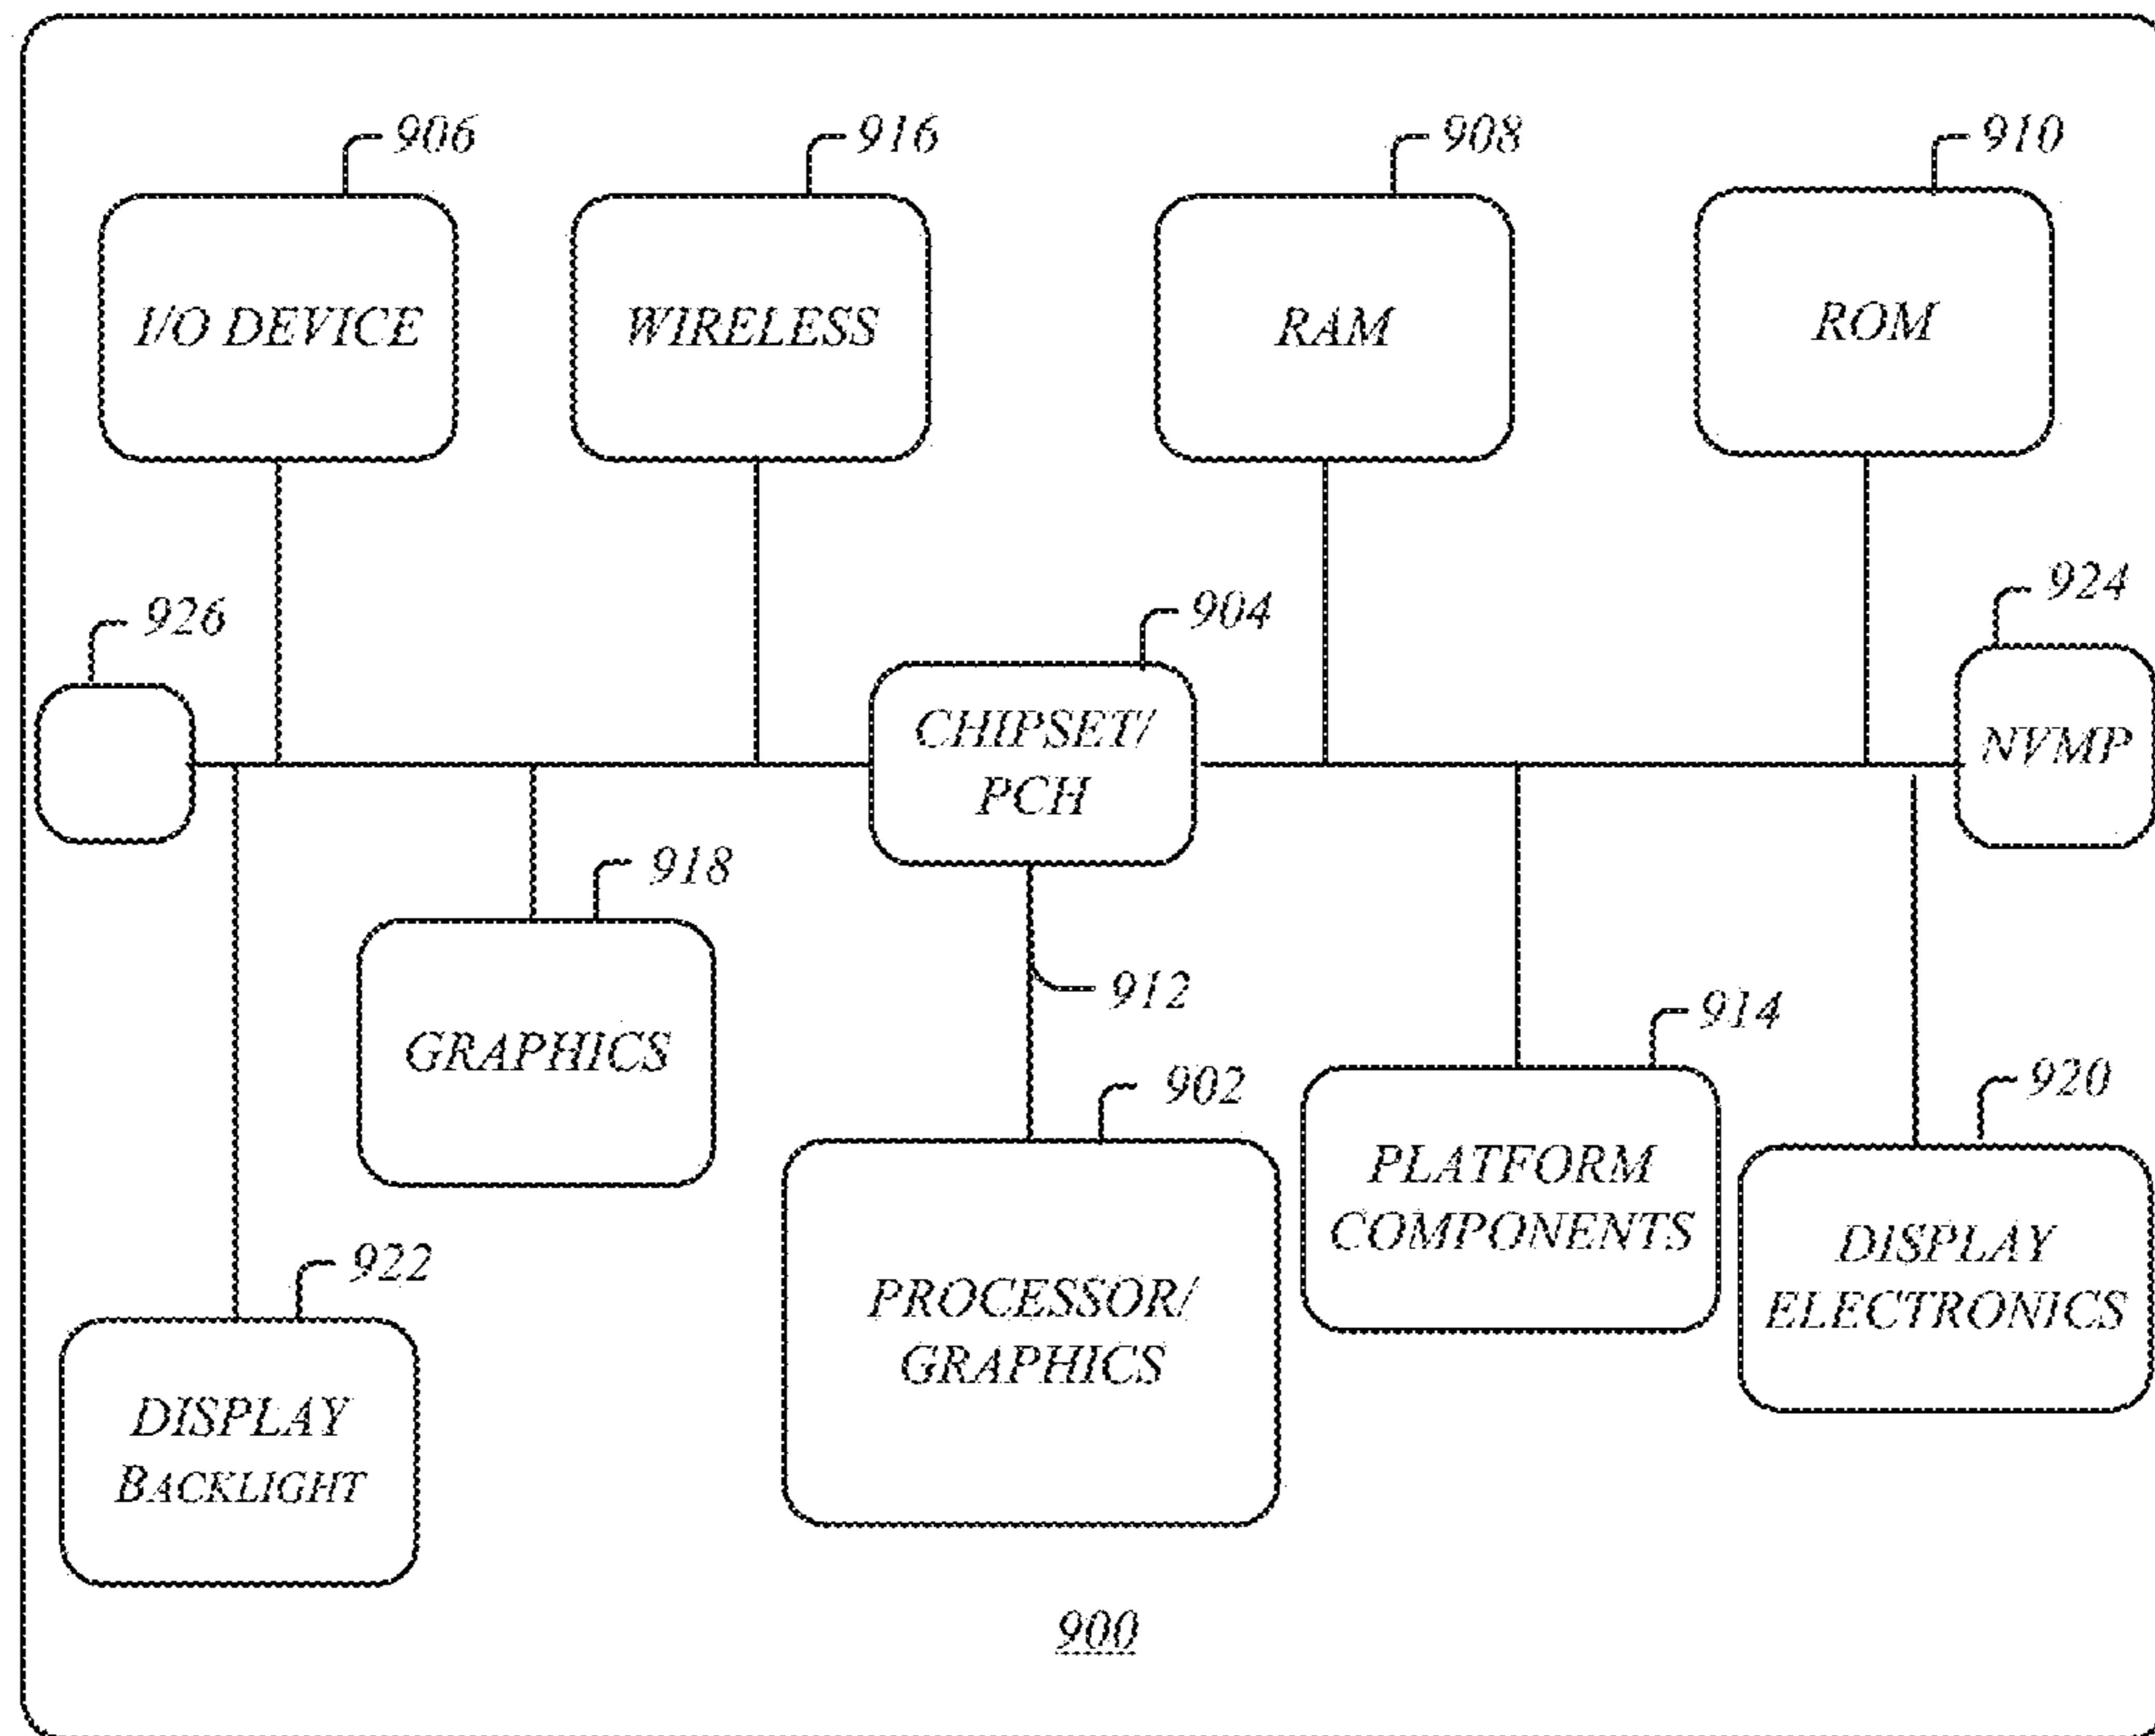 906
916
908
910
I/O DEVICE
WIRELESS
RAM
ROM
926
904
924
CHIPSET/
PCH
NVMP
918
912
GRAPHICS
914
902
920
PLATFORM
COMPONENTS
PROCESSOR/
GRAPHICS
DISPLAY
ELECTRONICS
922
DISPLAY
BACKLIGHT
900